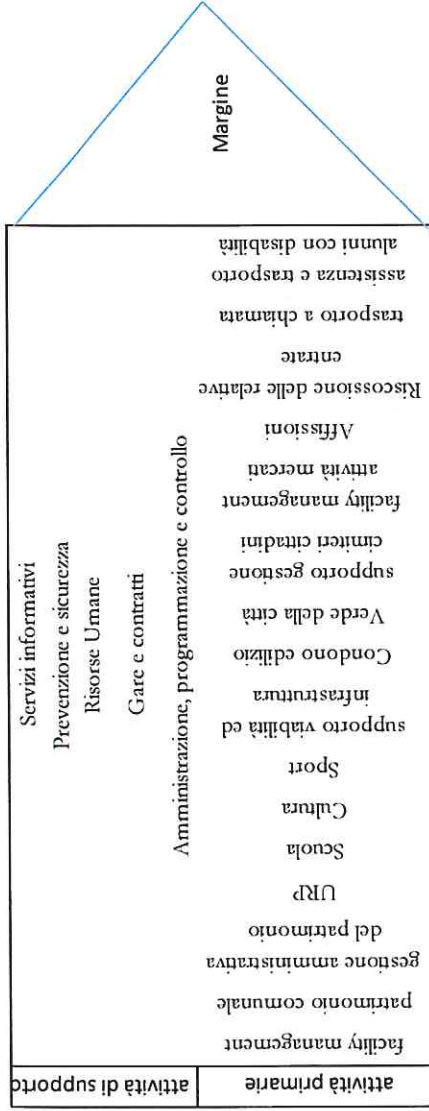 attività di supporto
Servizi informativi
Prevenzione e sicurezza
Risorse Umane
Gare e contratti
Amministrazione, programmazione e controllo
attività primarie
facility management
patrimonio comunale
gestione amministrativa
del patrimonio
URP
Scuola
Cultura
Sport
supporto viabilità ed
infrastruttura
Condono edilizio
Verde della città
supporto gestione
cimiteri cittadini
facility management
attività mercati
Affissioni
Riscossione delle relative
entrate
trasporto a chiamata
assistenza e trasporto
alunni con disabilità
Margine